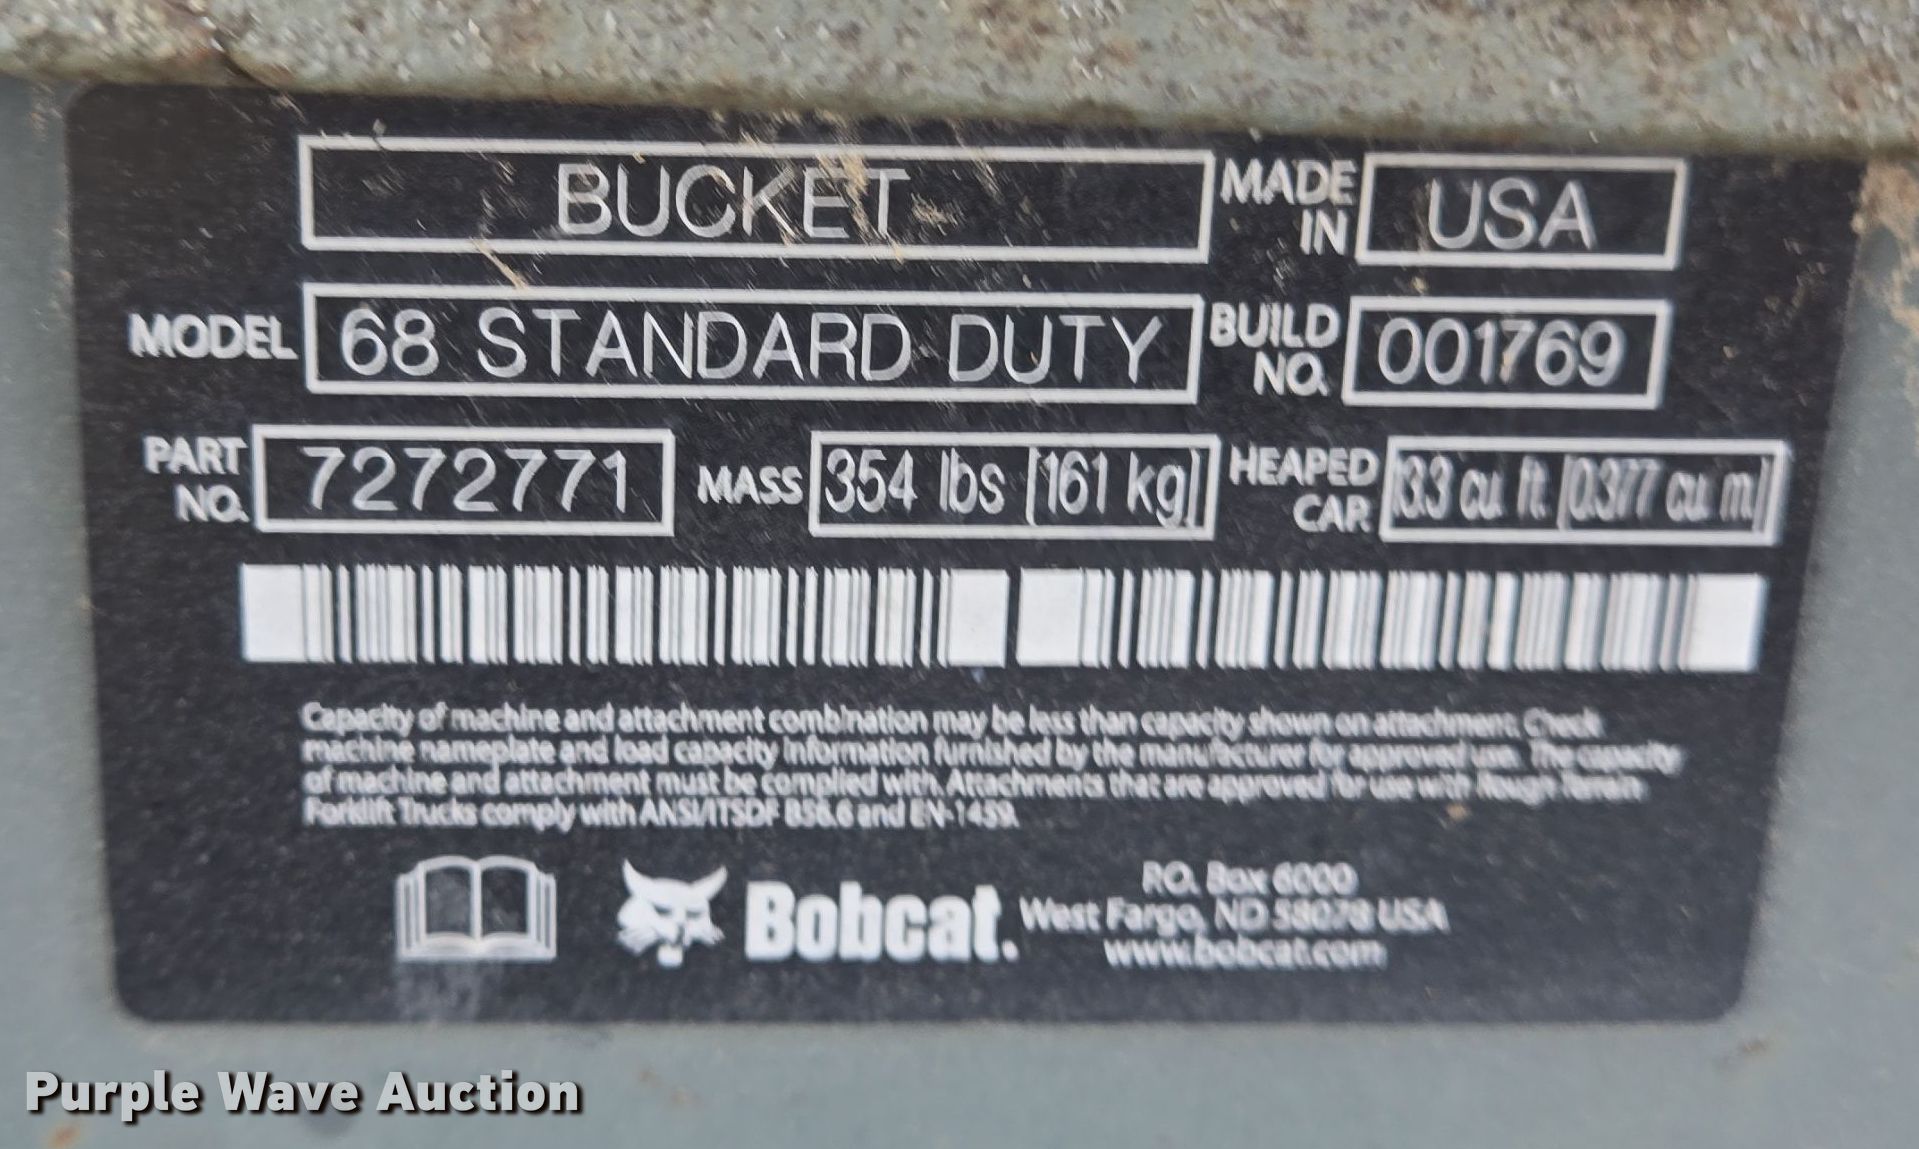 BUCKET
MADE IN USA
MODEL 68 STANDARD DUTY
BUILD NO. 001769
PART NO. 7272771
MASS 354 lbs [161 kg]
HEAPED CAP. 13.3 cu. ft. [0.377 cu. m]
Capacity of machine and attachment combination may be less than capacity shown on attachment. Check
machine nameplate and load capacity information furnished by the manufacturer for approved use. The capacity
of machine and attachment must be complied with. Attachments that are approved for use with Rough Terrain
Forklift Trucks comply with ANSI/ITSDF B56.6 and EN-1459.
Bobcat.
P.O. Box 6000
West Fargo, ND 58078 USA
www.bobcat.com
Purple Wave Auction